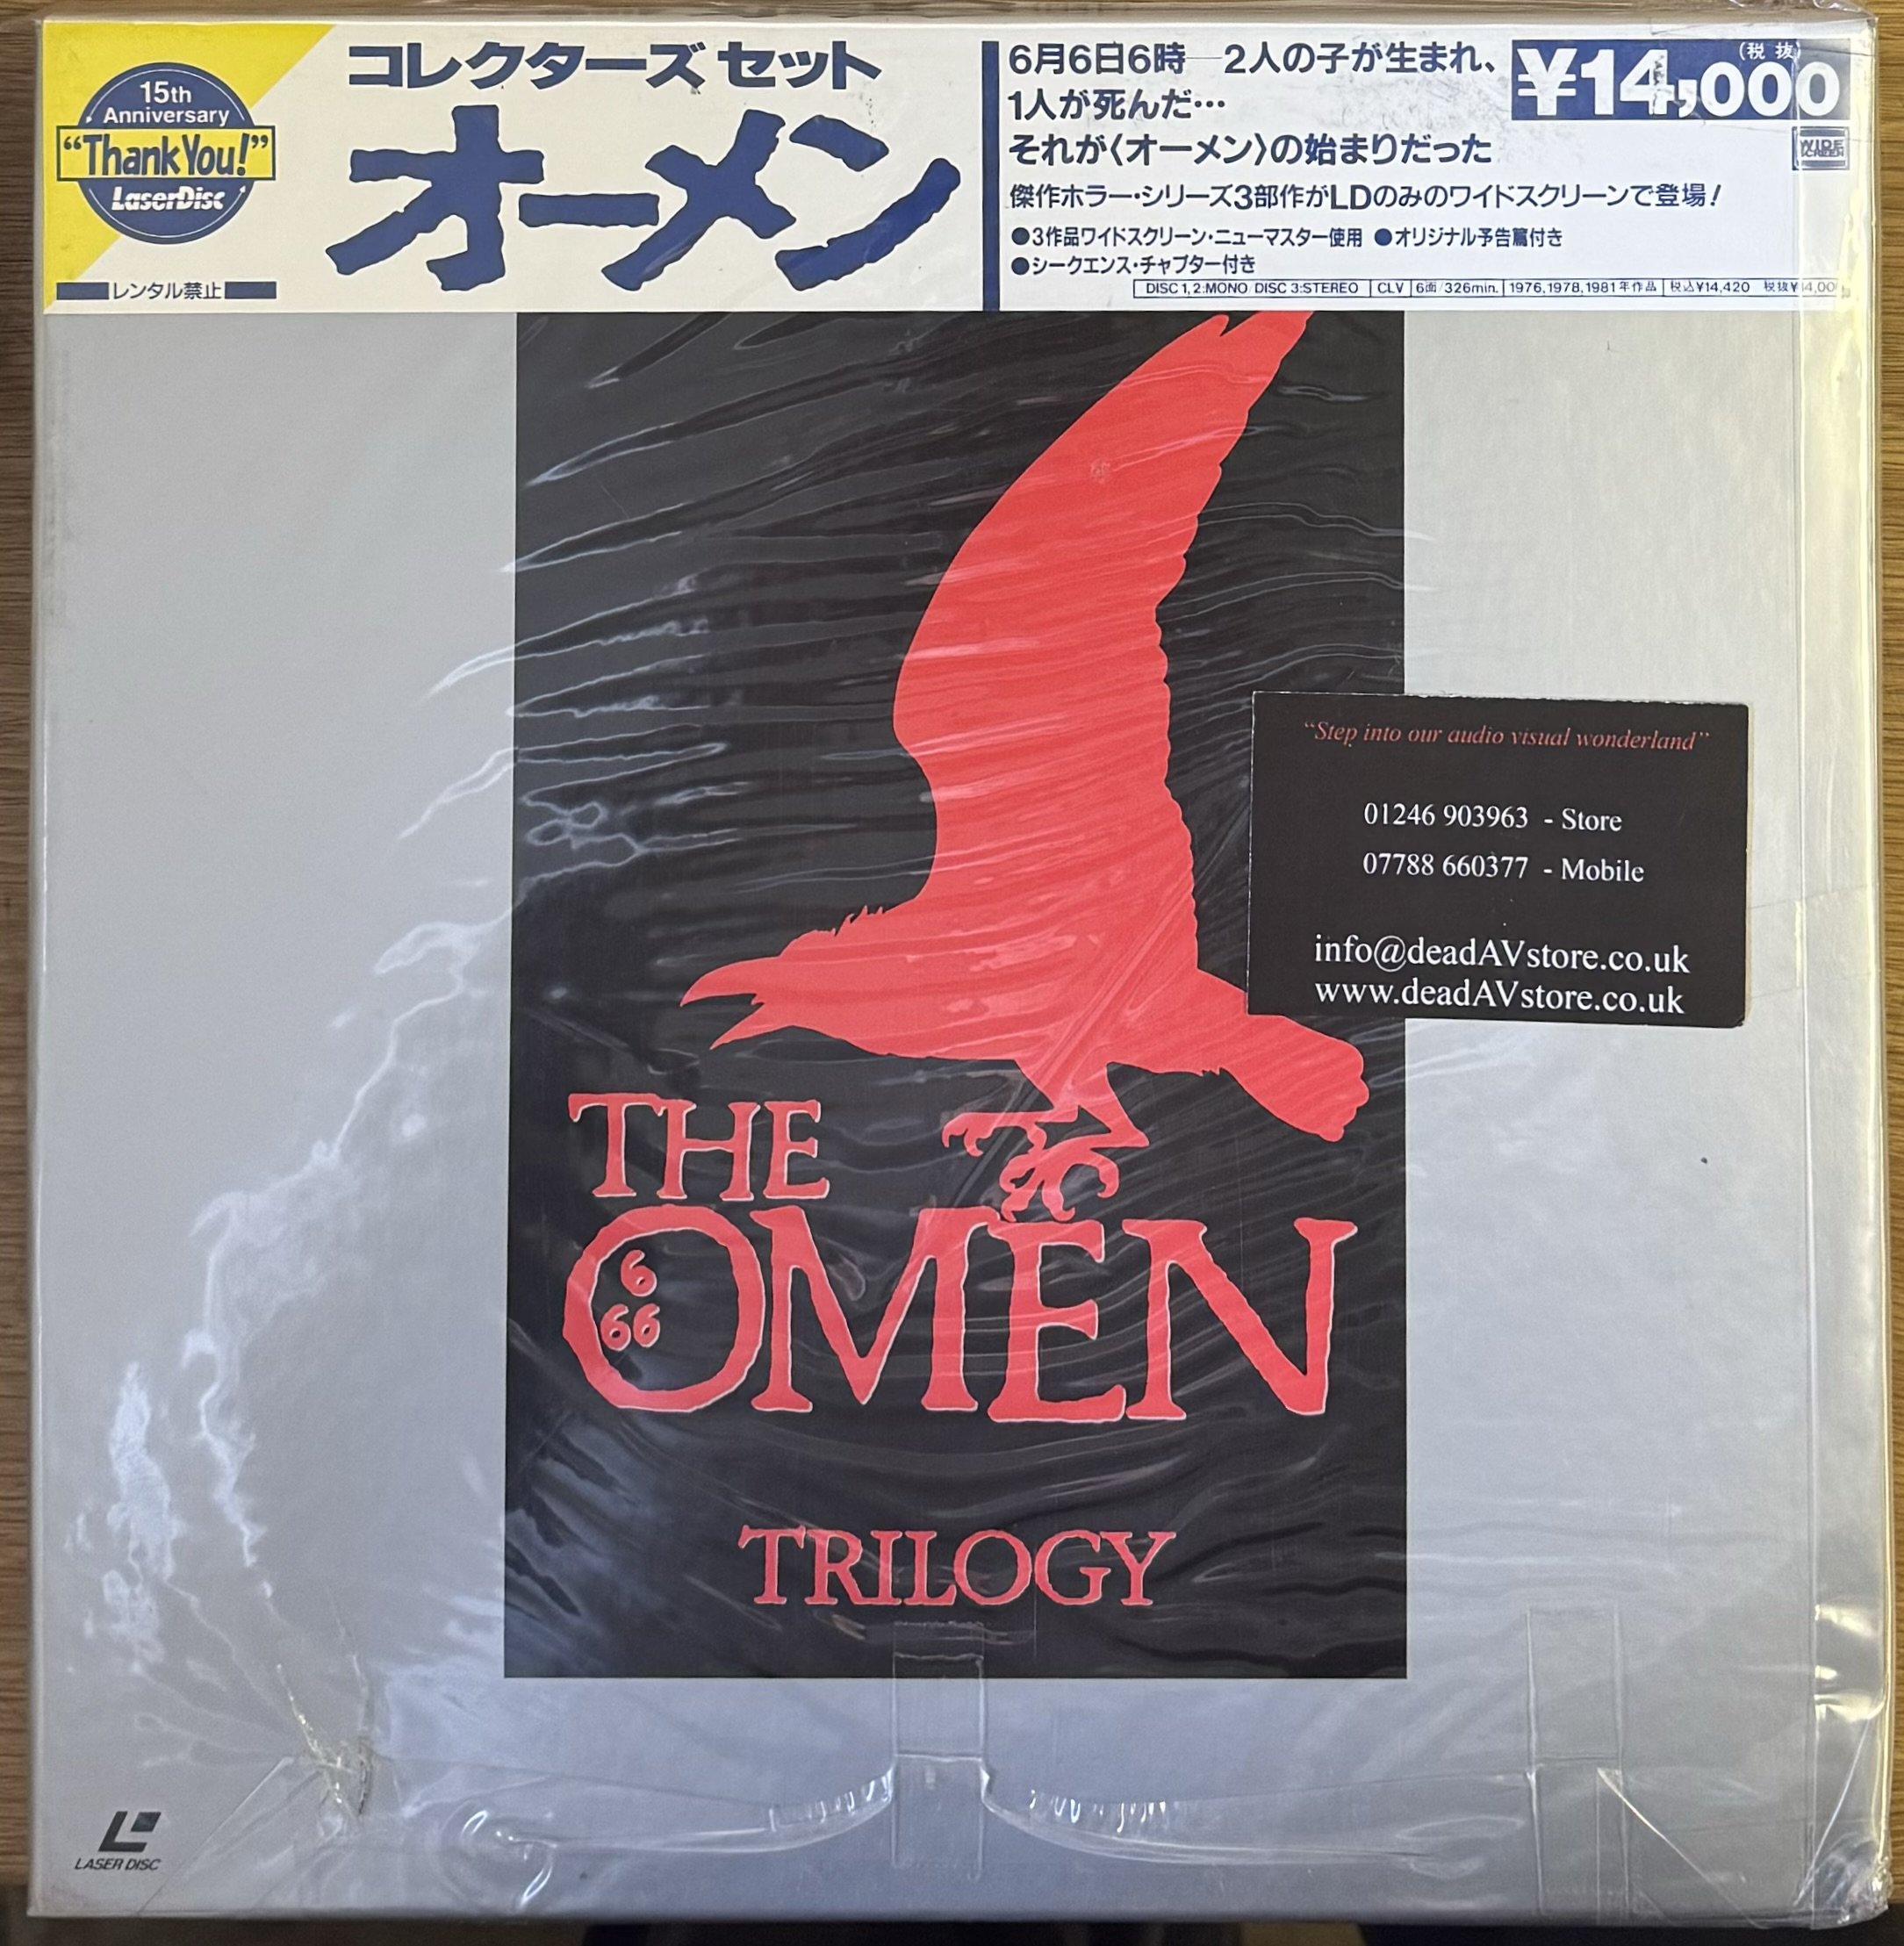 15th
Anniversary
"Thank You!"
LaserDisc
レンタル禁止
コレクターズ セット
オーメン
6月6日6時—2人の子が生まれ、
1人が死んだ…
それが〈オーメン〉の始まりだった
傑作ホラー・シリーズ3部作がLDのみのワイドスクリーンで登場!
●3作品ワイドスクリーン・ニューマスター使用 ●オリジナル予告篇付き
●シークエンス・チャプター付き
DISC 1, 2:MONO DISC 3:STEREO CLV 6面/326min. 1976,1978,1981年作品 税込¥14,420 税抜¥14,00
(税抜)
¥14,000
WIDE
SCREEN
"Step into our audio visual wonderland"
01246 903963 - Store
07788 660377 - Mobile
info@deadAVstore.co.uk
www.deadAVstore.co.uk
THE
OMEN
6
66
TRILOGY
LASER DISC